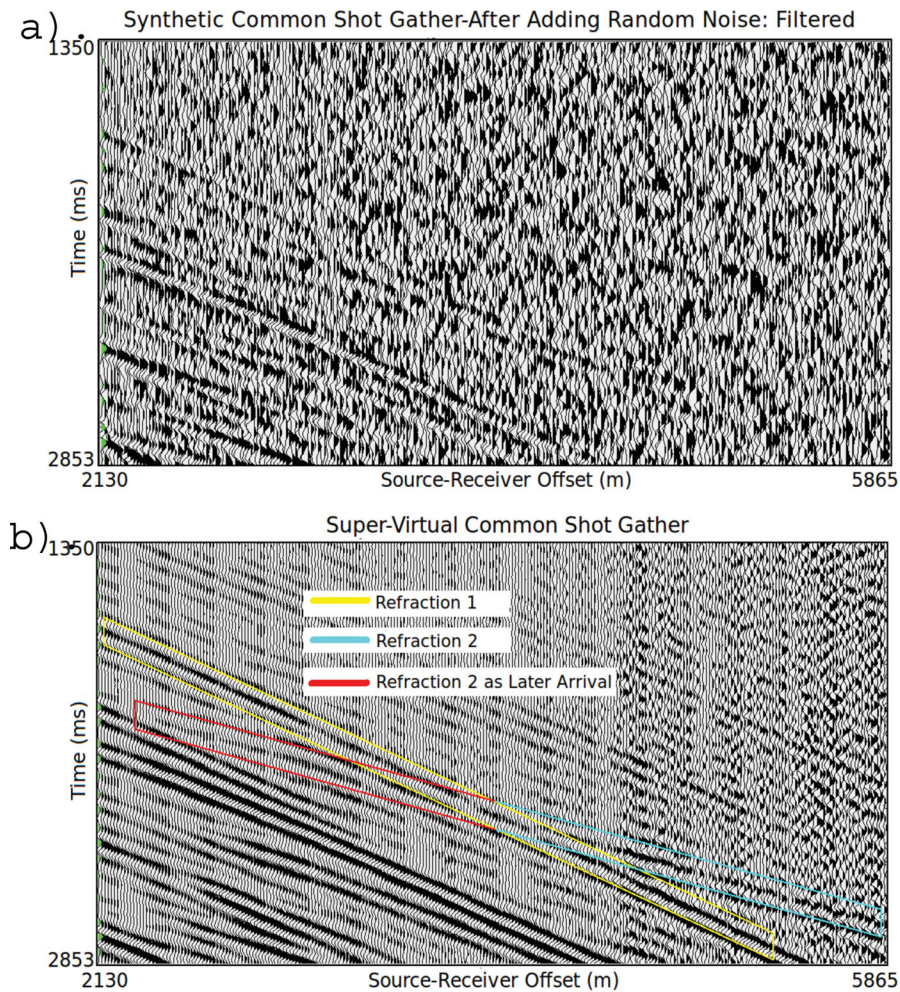 a).
Synthetic Common Shot Gather-After Adding Random Noise: Filtered
1350
Time (ms)
2853
2130
Source-Receiver Offset (m)
5865
b).
Super-Virtual Common Shot Gather
1350
Refraction 1
Refraction 2
Refraction 2 as Later Arrival
Time (ms)
2853
2130
Source-Receiver Offset (m)
5865